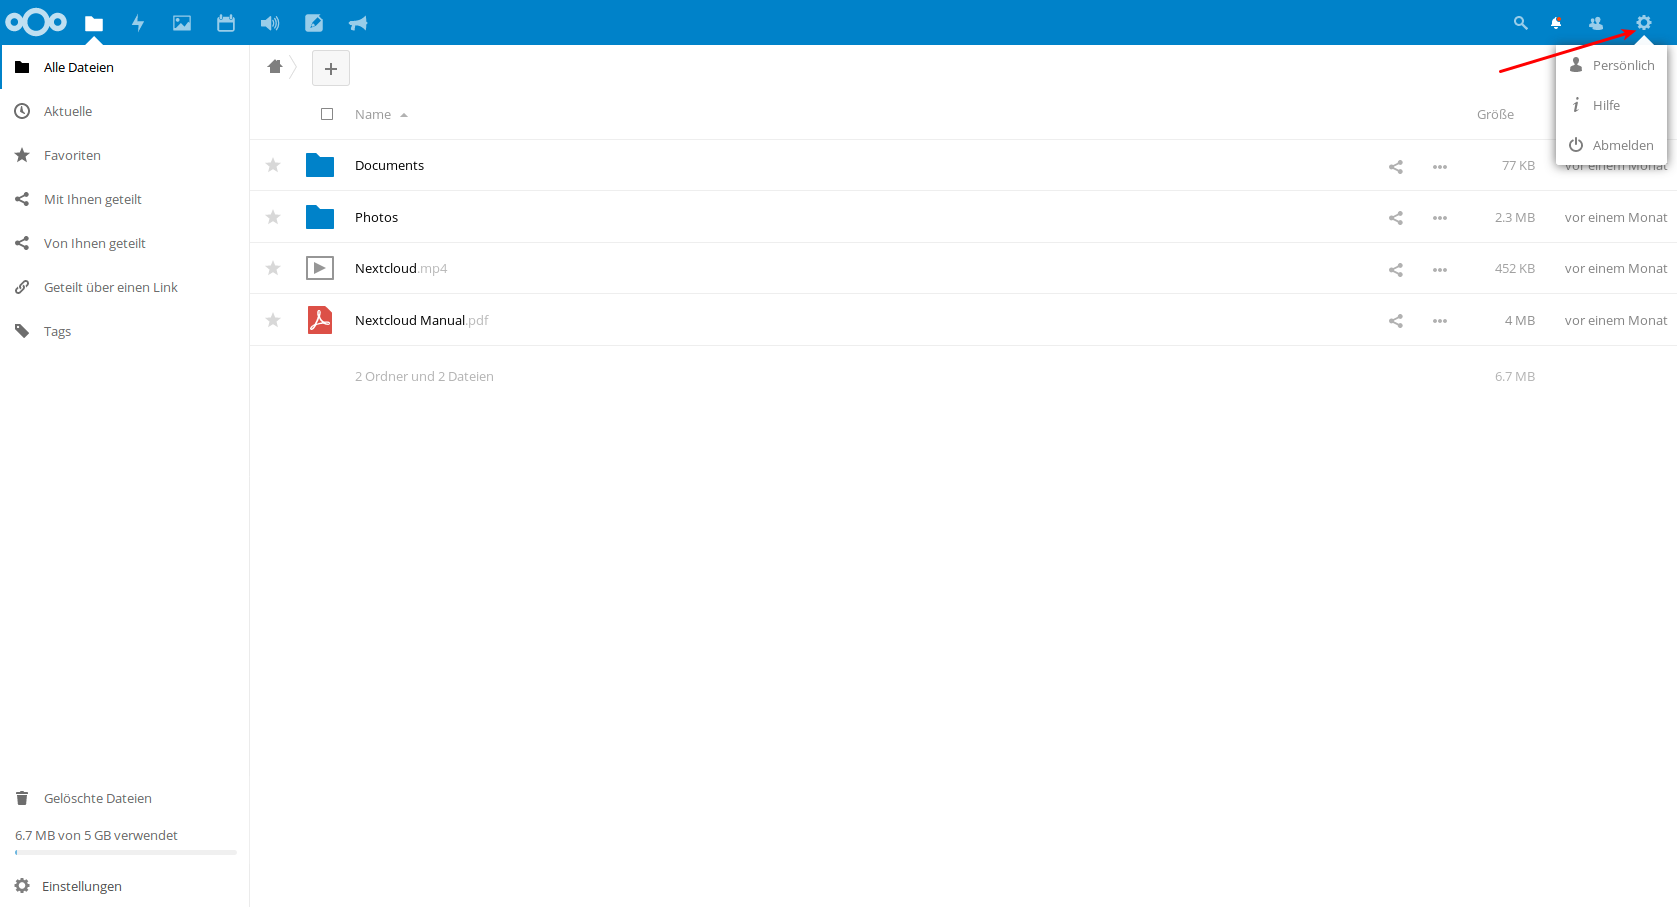 Alle Dateien
Aktuelle
Favoriten
Mit Ihnen geteilt
Von Ihnen geteilt
Geteilt über einen Link
Tags
Gelöschte Dateien
6.7 MB von 5 GB verwendet
Einstellungen
Name Größe
Documents 77 KB vor einem Monat
Photos 2.3 MB vor einem Monat
Nextcloud.mp4 452 KB vor einem Monat
Nextcloud Manual.pdf 4 MB vor einem Monat
2 Ordner und 2 Dateien 6.7 MB
Persönlich
Hilfe
Abmelden